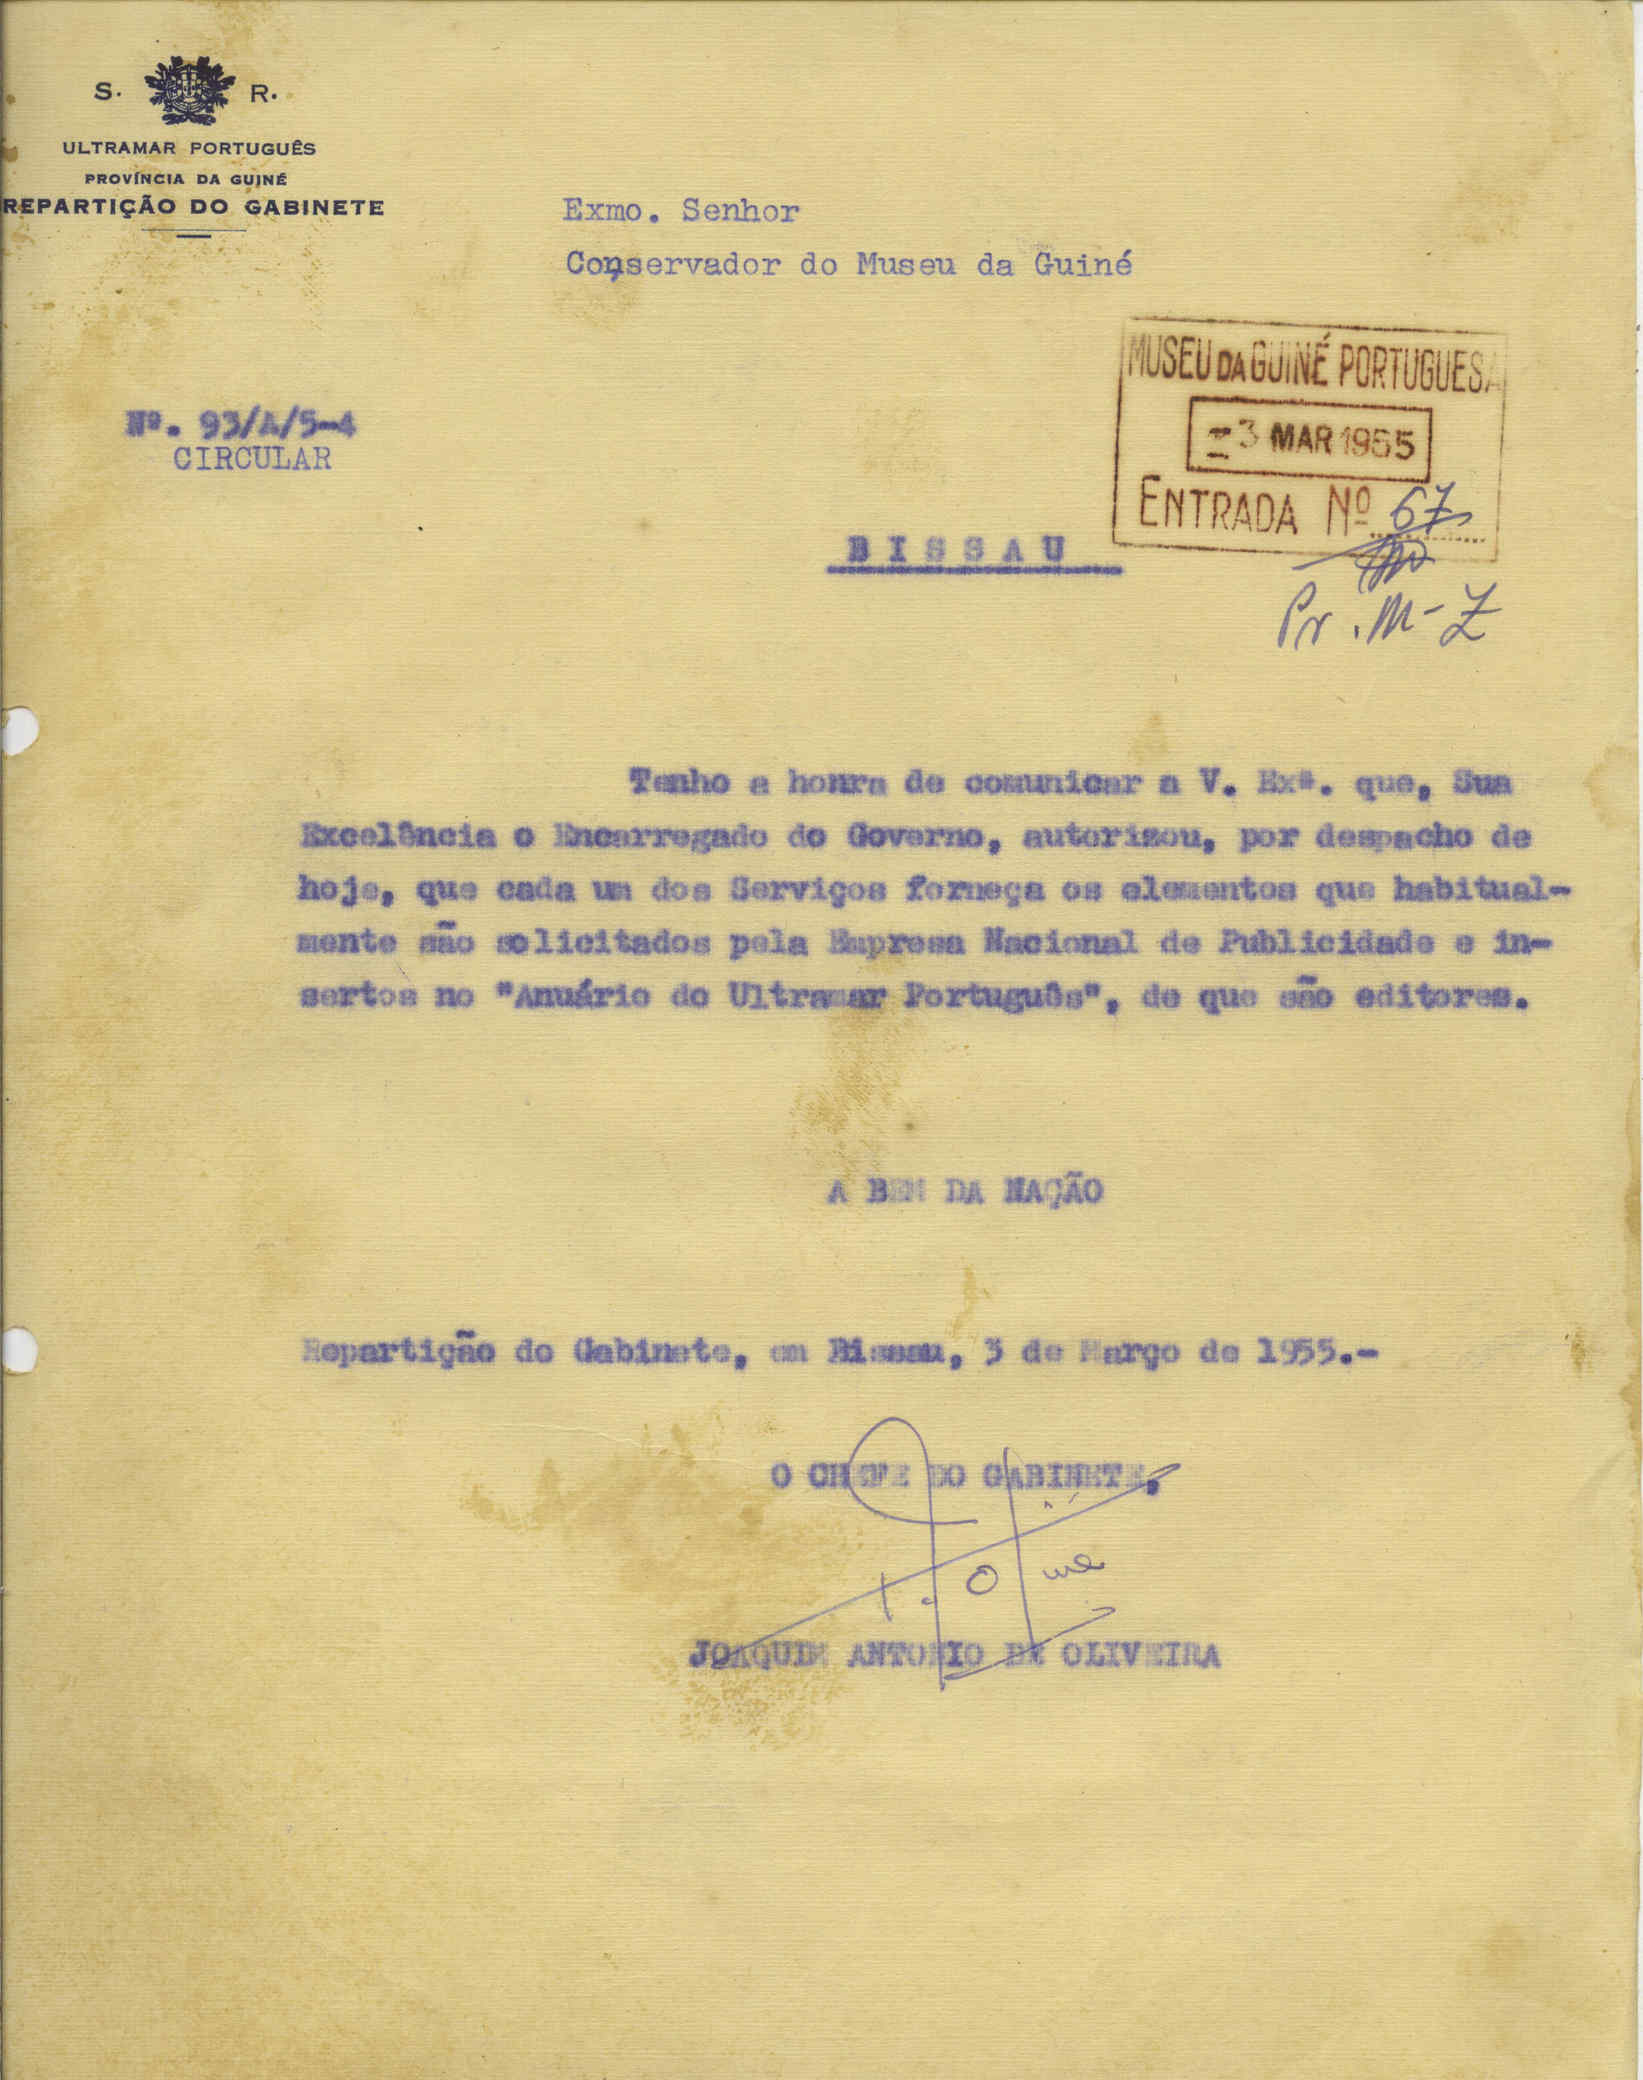 S. R.
ULTRAMAR PORTUGUÊS
PROVÍNCIA DA GUINÉ
REPARTIÇÃO DO GABINETE
Exmo. Senhor
Conservador do Museu da Guiné
Nº. 93/A/5-4
CIRCULAR
MUSEU DA GUINÉ PORTUGUESA
-3 MAR 1955
ENTRADA Nº 67
BISSAU
Pr. M-Z
Tenho a honra de comunicar a V. Exª. que, Sua
Excelência o Encarregado do Governo, autorizou, por despacho de
hoje, que cada um dos Serviços forneça os elementos que habitual-
mente são solicitados pela Empresa Nacional de Publicidade e in-
sertos no "Anuário do Ultramar Português", de que são editores.
A BEM DA NAÇÃO
Repartição do Gabinete, em Bissau, 3 de Março de 1955.-
O CHEFE DO GABINETE,
JOAQUIM ANTONIO DE OLIVEIRA